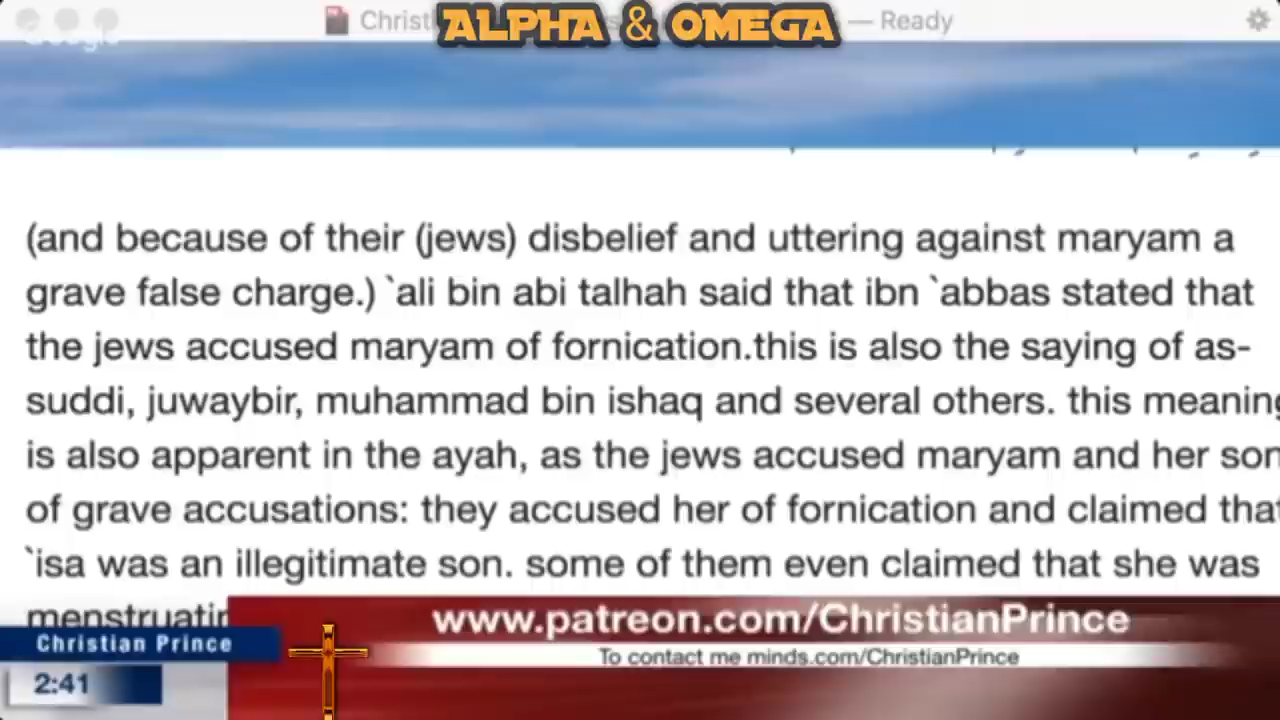 ALPHA & OMEGA
— Ready
Google
(and because of their (jews) disbelief and uttering against maryam a
grave false charge.) `ali bin abi talhah said that ibn `abbas stated that
the jews accused maryam of fornication.this is also the saying of as-
suddi, juwaybir, muhammad bin ishaq and several others. this meaning
is also apparent in the ayah, as the jews accused maryam and her son
of grave accusations: they accused her of fornication and claimed that
`isa was an illegitimate son. some of them even claimed that she was
www.patreon.com/ChristianPrince
Christian Prince
To contact me minds.com/ChristianPrince
2:41